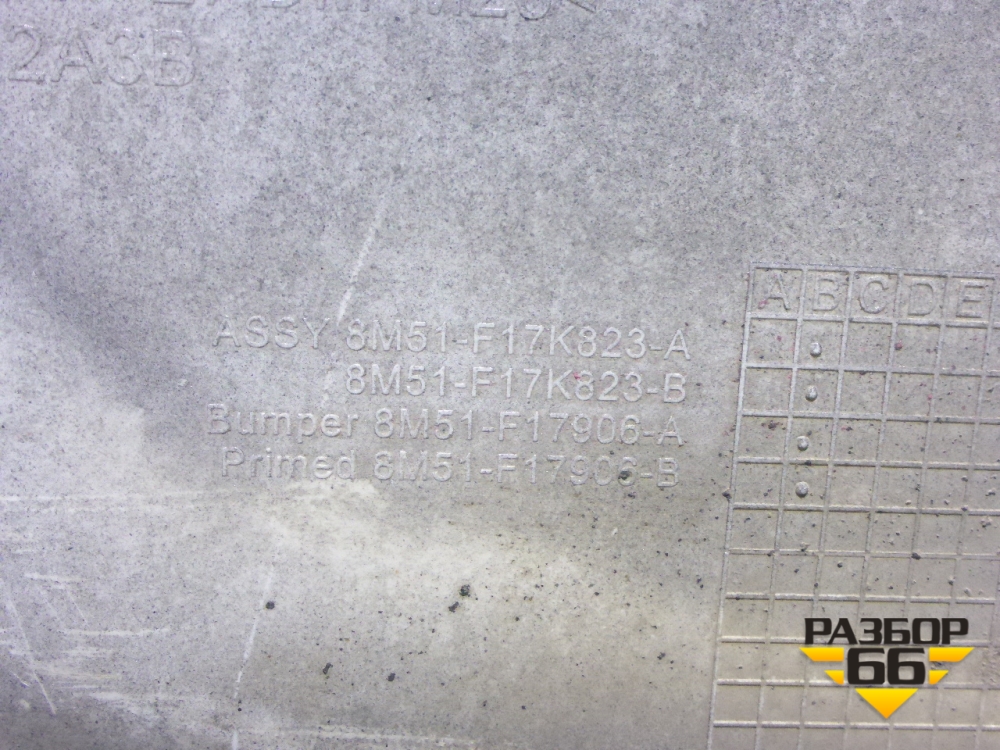 2A3B
ASSY 8M51-F17K823-A
8M51-F17K823-B
Bumper 8M51-F17906-A
Primed 8M51-F17906-B
A B C D E
РАЗБОР
66